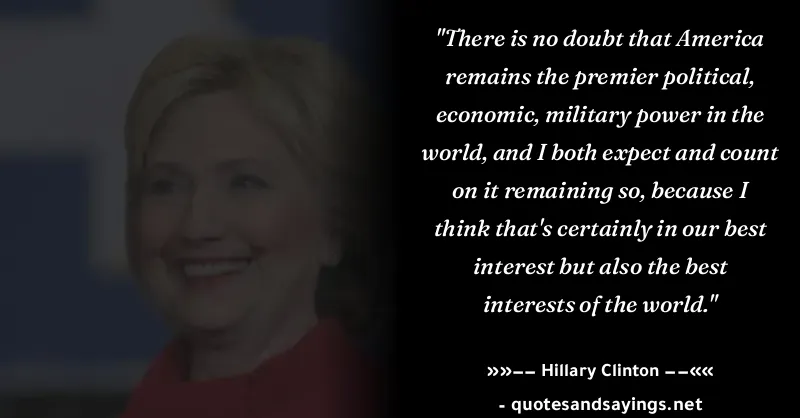 "There is no doubt that America
remains the premier political,
economic, military power in the
world, and I both expect and count
on it remaining so, because I
think that's certainly in our best
interest but also the best
interests of the world."
»»–– Hillary Clinton ––««
- quotesandsayings.net